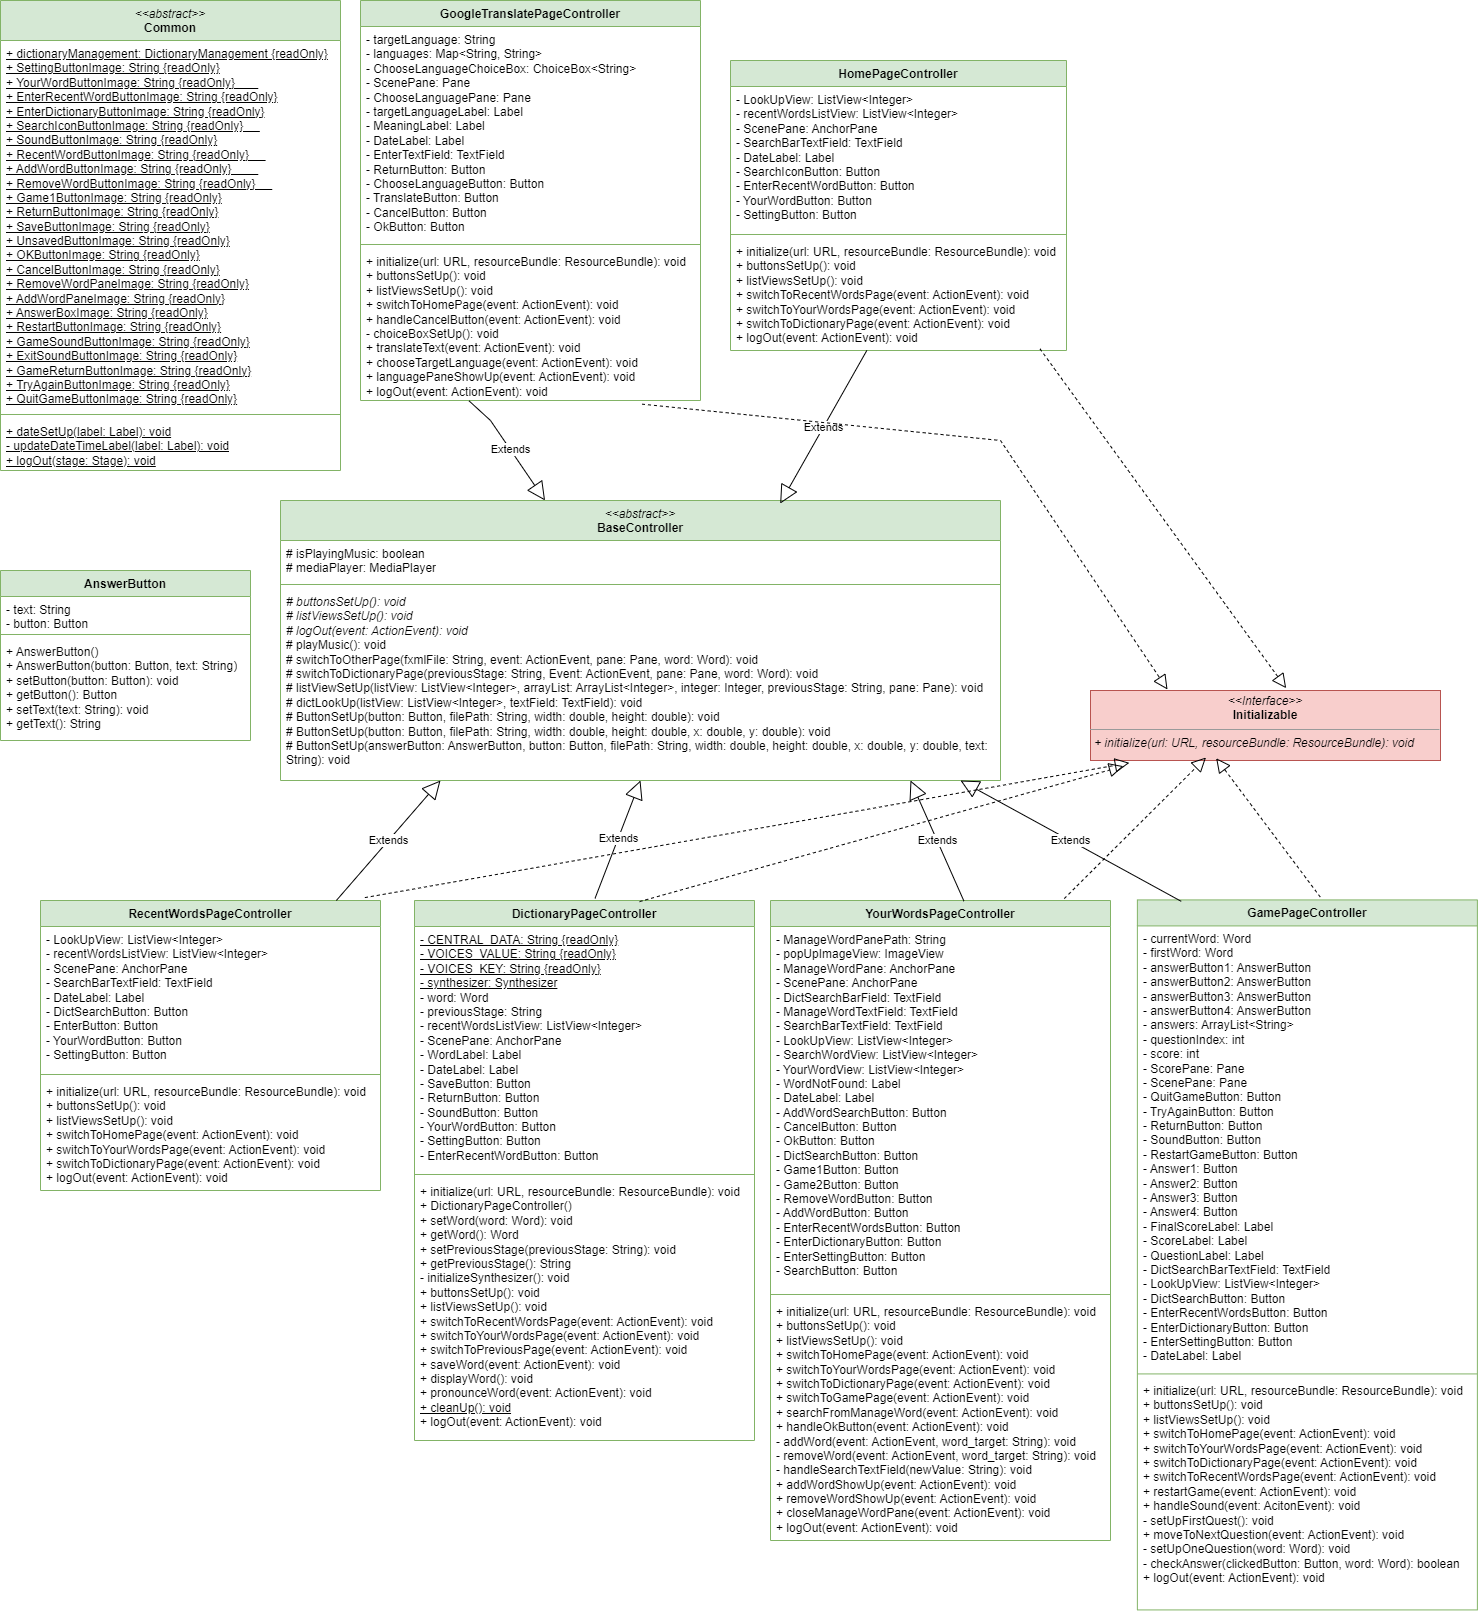 <<abstract>>
Common
+ dictionaryManagement: DictionaryManagement {readOnly}
+ SettingButtonImage: String {readOnly}
+ YourWordButtonImage: String {readOnly}
+ EnterRecentWordButtonImage: String {readOnly}
+ EnterDictionaryButtonImage: String {readOnly}
+ SearchIconButtonImage: String {readOnly}
+ SoundButtonImage: String {readOnly}
+ RecentWordButtonImage: String {readOnly}
+ AddWordButtonImage: String {readOnly}
+ RemoveWordButtonImage: String {readOnly}
+ Game1ButtonImage: String {readOnly}
+ ReturnButtonImage: String {readOnly}
+ SaveButtonImage: String {readOnly}
+ UnsavedButtonImage: String {readOnly}
+ OKButtonImage: String {readOnly}
+ CancelButtonImage: String {readOnly}
+ RemoveWordPaneImage: String {readOnly}
+ AddWordPaneImage: String {readOnly}
+ AnswerBoxImage: String {readOnly}
+ RestartButtonImage: String {readOnly}
+ GameSoundButtonImage: String {readOnly}
+ ExitSoundButtonImage: String {readOnly}
+ GameReturnButtonImage: String {readOnly}
+ TryAgainButtonImage: String {readOnly}
+ QuitGameButtonImage: String {readOnly}
+ dateSetUp(label: Label): void
- updateDateTimeLabel(label: Label): void
+ logOut(stage: Stage): void
GoogleTranslatePageController
- targetLanguage: String
- languages: Map<String, String>
- ChooseLanguageChoiceBox: ChoiceBox<String>
- ScenePane: Pane
- ChooseLanguagePane: Pane
- targetLanguageLabel: Label
- MeaningLabel: Label
- DateLabel: Label
- EnterTextField: TextField
- ReturnButton: Button
- ChooseLanguageButton: Button
- TranslateButton: Button
- CancelButton: Button
- OkButton: Button
+ initialize(url: URL, resourceBundle: ResourceBundle): void
+ buttonsSetUp(): void
+ listViewsSetUp(): void
+ switchToHomePage(event: ActionEvent): void
+ handleCancelButton(event: ActionEvent): void
- choiceBoxSetUp(): void
+ translateText(event: ActionEvent): void
+ chooseTargetLanguage(event: ActionEvent): void
+ languagePaneShowUp(event: ActionEvent): void
+ logOut(event: ActionEvent): void
HomePageController
- LookUpView: ListView<Integer>
- recentWordsListView: ListView<Integer>
- ScenePane: AnchorPane
- SearchBarTextField: TextField
- DateLabel: Label
- SearchIconButton: Button
- EnterRecentWordButton: Button
- YourWordButton: Button
- SettingButton: Button
+ initialize(url: URL, resourceBundle: ResourceBundle): void
+ buttonsSetUp(): void
+ listViewsSetUp(): void
+ switchToRecentWordsPage(event: ActionEvent): void
+ switchToYourWordsPage(event: ActionEvent): void
+ switchToDictionaryPage(event: ActionEvent): void
+ logOut(event: ActionEvent): void
Extends
Extends
<<abstract>>
BaseController
# isPlayingMusic: boolean
# mediaPlayer: MediaPlayer
# buttonsSetUp(): void
# listViewsSetUp(): void
# logOut(event: ActionEvent): void
# playMusic(): void
# switchToOtherPage(fxmlFile: String, event: ActionEvent, pane: Pane, word: Word): void
# switchToDictionaryPage(previousStage: String, Event: ActionEvent, pane: Pane, word: Word): void
# listViewSetUp(listView: ListView<Integer>, arrayList: ArrayList<Integer>, integer: Integer, previousStage: String, pane: Pane): void
# dictLookUp(listView: ListView<Integer>, textField: TextField): void
# ButtonSetUp(button: Button, filePath: String, width: double, height: double): void
# ButtonSetUp(button: Button, filePath: String, width: double, height: double, x: double, y: double): void
# ButtonSetUp(answerButton: AnswerButton, button: Button, filePath: String, width: double, height: double, x: double, y: double, text:
String): void
AnswerButton
- text: String
- button: Button
+ AnswerButton()
+ AnswerButton(button: Button, text: String)
+ setButton(button: Button): void
+ getButton(): Button
+ setText(text: String): void
+ getText(): String
<<Interface>>
Initializable
+ initialize(url: URL, resourceBundle: ResourceBundle): void
Extends
Extends
Extends
Extends
RecentWordsPageController
- LookUpView: ListView<Integer>
- recentWordsListView: ListView<Integer>
- ScenePane: AnchorPane
- SearchBarTextField: TextField
- DateLabel: Label
- DictSearchButton: Button
- EnterButton: Button
- YourWordButton: Button
- SettingButton: Button
+ initialize(url: URL, resourceBundle: ResourceBundle): void
+ buttonsSetUp(): void
+ listViewsSetUp(): void
+ switchToHomePage(event: ActionEvent): void
+ switchToYourWordsPage(event: ActionEvent): void
+ switchToDictionaryPage(event: ActionEvent): void
+ logOut(event: ActionEvent): void
DictionaryPageController
- CENTRAL_DATA: String {readOnly}
- VOICES_VALUE: String {readOnly}
- VOICES_KEY: String {readOnly}
- synthesizer: Synthesizer
- word: Word
- previousStage: String
- recentWordsListView: ListView<Integer>
- ScenePane: AnchorPane
- WordLabel: Label
- DateLabel: Label
- SaveButton: Button
- ReturnButton: Button
- SoundButton: Button
- YourWordButton: Button
- SettingButton: Button
- EnterRecentWordButton: Button
+ initialize(url: URL, resourceBundle: ResourceBundle): void
+ DictionaryPageController()
+ setWord(word: Word): void
+ getWord(): Word
+ setPreviousStage(previousStage: String): void
+ getPreviousStage(): String
- initializeSynthesizer(): void
+ buttonsSetUp(): void
+ listViewsSetUp(): void
+ switchToRecentWordsPage(event: ActionEvent): void
+ switchToYourWordsPage(event: ActionEvent): void
+ switchToPreviousPage(event: ActionEvent): void
+ saveWord(event: ActionEvent): void
+ displayWord(): void
+ pronounceWord(event: ActionEvent): void
+ cleanUp(): void
+ logOut(event: ActionEvent): void
YourWordsPageController
- ManageWordPanePath: String
- popUpImageView: ImageView
- ManageWordPane: AnchorPane
- ScenePane: AnchorPane
- DictSearchBarField: TextField
- ManageWordTextField: TextField
- SearchBarTextField: TextField
- LookUpView: ListView<Integer>
- SearchWordView: ListView<Integer>
- YourWordView: ListView<Integer>
- WordNotFound: Label
- DateLabel: Label
- AddWordSearchButton: Button
- CancelButton: Button
- OkButton: Button
- DictSearchButton: Button
- Game1Button: Button
- Game2Button: Button
- RemoveWordButton: Button
- AddWordButton: Button
- EnterRecentWordsButton: Button
- EnterDictionaryButton: Button
- EnterSettingButton: Button
- SearchButton: Button
+ initialize(url: URL, resourceBundle: ResourceBundle): void
+ buttonsSetUp(): void
+ listViewsSetUp(): void
+ switchToHomePage(event: ActionEvent): void
+ switchToYourWordsPage(event: ActionEvent): void
+ switchToDictionaryPage(event: ActionEvent): void
+ switchToGamePage(event: ActionEvent): void
+ searchFromManageWord(event: ActionEvent): void
+ handleOkButton(event: ActionEvent): void
- addWord(event: ActionEvent, word_target: String): void
- removeWord(event: ActionEvent, word_target: String): void
- handleSearchTextField(newValue: String): void
+ addWordShowUp(event: ActionEvent): void
+ removeWordShowUp(event: ActionEvent): void
+ closeManageWordPane(event: ActionEvent): void
+ logOut(event: ActionEvent): void
GamePageController
- currentWord: Word
- firstWord: Word
- answerButton1: AnswerButton
- answerButton2: AnswerButton
- answerButton3: AnswerButton
- answerButton4: AnswerButton
- answers: ArrayList<String>
- questionIndex: int
- score: int
- ScorePane: Pane
- ScenePane: Pane
- QuitGameButton: Button
- TryAgainButton: Button
- ReturnButton: Button
- SoundButton: Button
- RestartGameButton: Button
- Answer1: Button
- Answer2: Button
- Answer3: Button
- Answer4: Button
- FinalScoreLabel: Label
- ScoreLabel: Label
- QuestionLabel: Label
- DictSearchBarTextField: TextField
- LookUpView: ListView<Integer>
- DictSearchButton: Button
- EnterRecentWordsButton: Button
- EnterDictionaryButton: Button
- EnterSettingButton: Button
- DateLabel: Label
+ initialize(url: URL, resourceBundle: ResourceBundle): void
+ buttonsSetUp(): void
+ listViewsSetUp(): void
+ switchToHomePage(event: ActionEvent): void
+ switchToYourWordsPage(event: ActionEvent): void
+ switchToDictionaryPage(event: ActionEvent): void
+ switchToRecentWordsPage(event: ActionEvent): void
+ restartGame(event: ActionEvent): void
+ handleSound(event: AcitonEvent): void
- setUpFirstQuest(): void
+ moveToNextQuestion(event: ActionEvent): void
- setUpOneQuestion(word: Word): void
- checkAnswer(clickedButton: Button, word: Word): boolean
+ logOut(event: ActionEvent): void